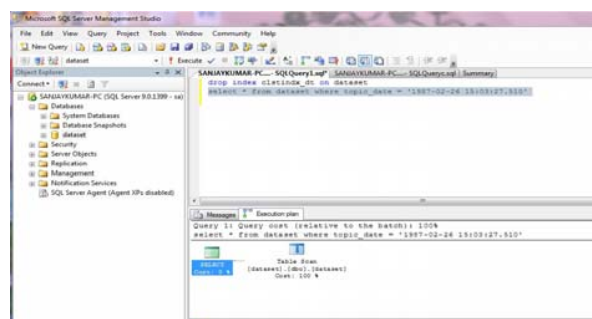 Microsoft SQL Server Management Studio
File Edit View Query Project Tools Window Community Help
New Query
dataset
Execute
Object Explorer
Connect
SANJAYKUMAR-PC (SQL Server 9.0.1399 - sa)
Databases
System Databases
Database Snapshots
dataset
Security
Server Objects
Replication
Management
Notification Services
SQL Server Agent (Agent XPs disabled)
SANJAYKUMAR-PC.... SQLQuery1.sql* SANJAYKUMAR-PC... - SQLQuery6.sql Summary
drop index clstindx_dt on dataset
select * from dataset where topic_date = '1987-02-26 15:03:27.510'
Messages Execution plan
Query 1: Query cost (relative to the batch): 100%
select * from dataset where topic_date = '1987-02-26 15:03:27.510'
SELECT
Cost: 0 %
Table Scan
[dataset].[dbo].[dataset]
Cost: 100 %